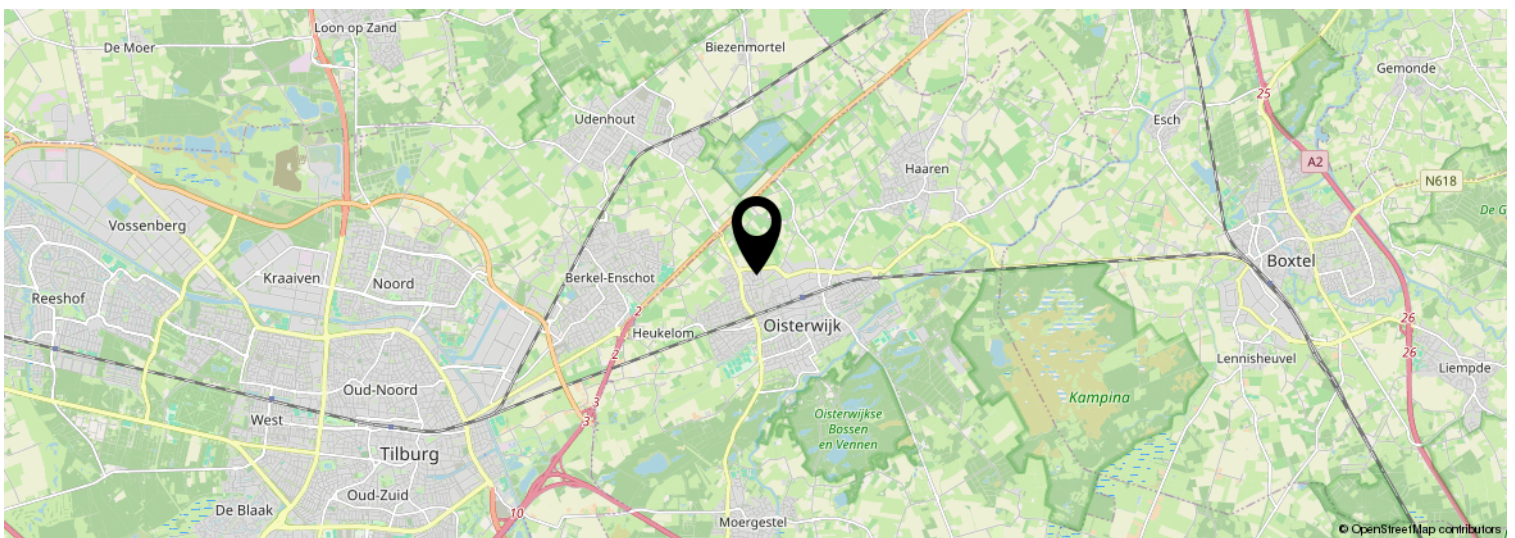 Loon op Zand
De Moer
Biezenmortel
Gemonde
25
Udenhout
Esch
A2
Haaren
N618
De G
Vossenberg
Boxtel
Kraaiven
Noord
Berkel-Enschot
Reeshof
2
Heukelom
Oisterwijk
26
2
26
Lennisheuvel
Liempde
Oud-Noord
3
Kampina
West
3
Oisterwijkse
Bossen
en Vennen
Tilburg
Oud-Zuid
De Blaak
10
Moergestel
© OpenStreetMap contributors